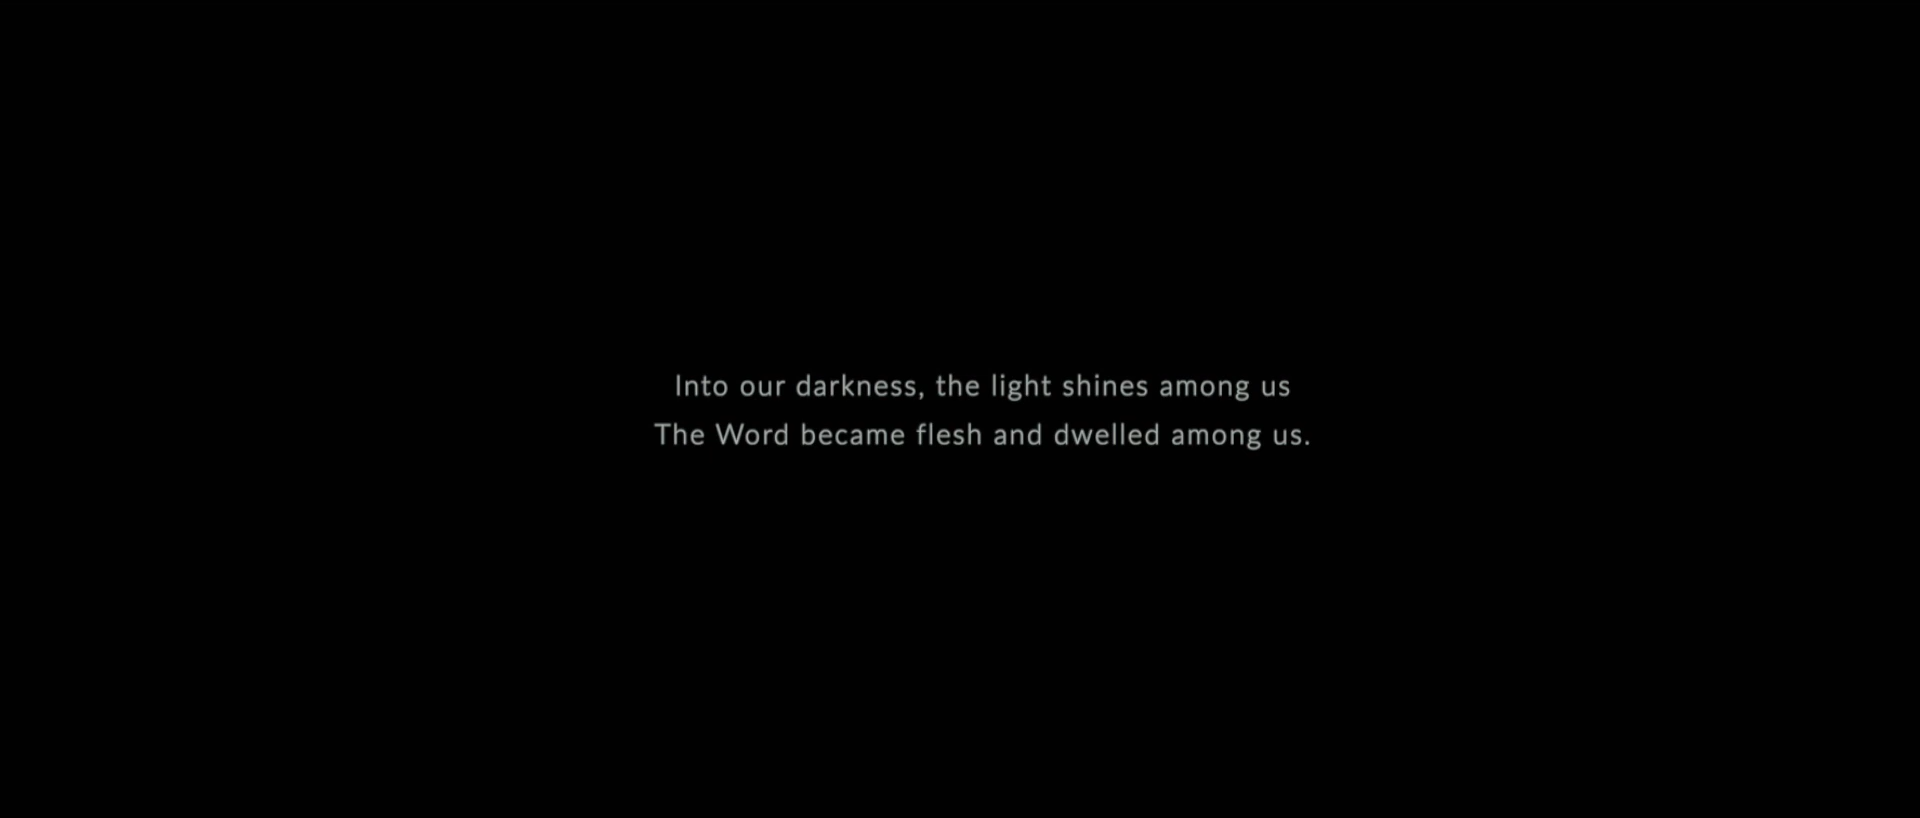 Into our darkness, the light shines among us
The Word became flesh and dwelled among us.